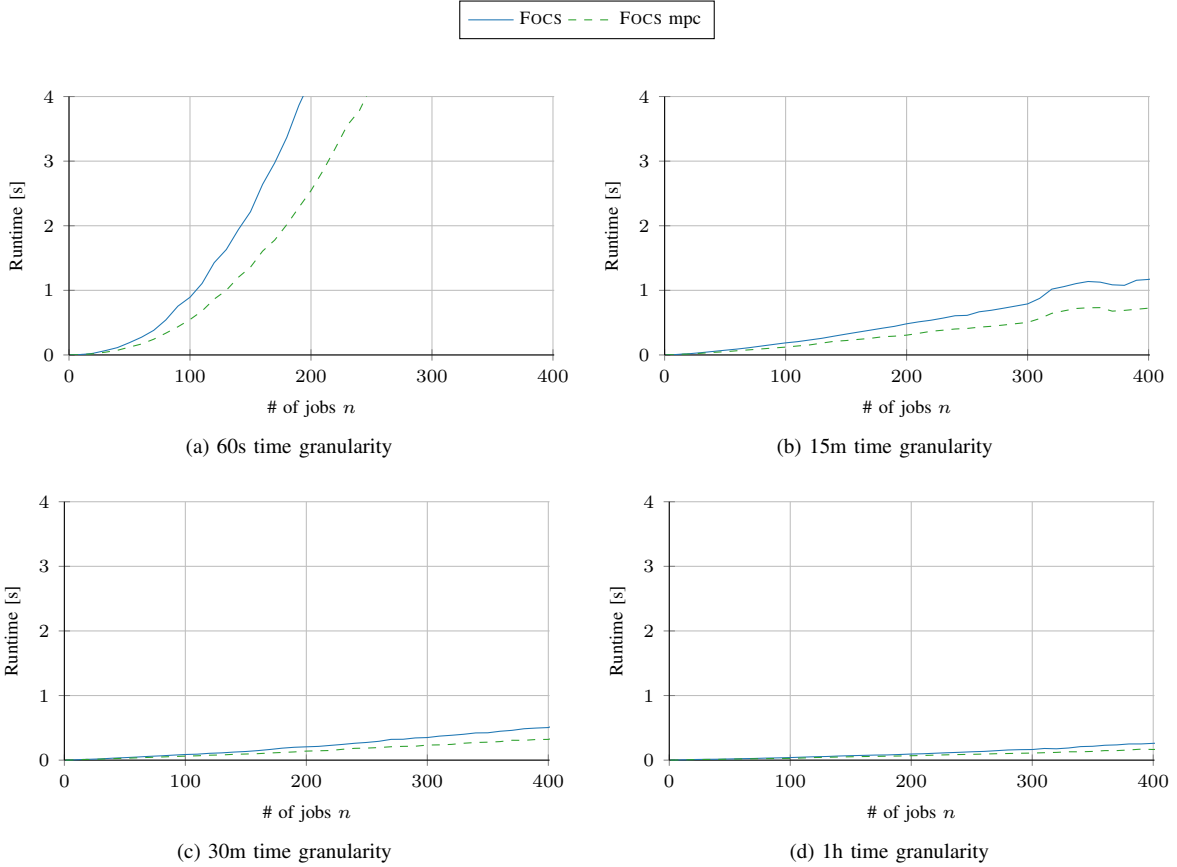 FOCS FOCS mpc
4
3
2
1
0
Runtime [s]
0 100 200 300 400
# of jobs n
(a) 60s time granularity
4
3
2
1
0
Runtime [s]
0 100 200 300 400
# of jobs n
(b) 15m time granularity
4
3
2
1
0
Runtime [s]
0 100 200 300 400
# of jobs n
(c) 30m time granularity
4
3
2
1
0
Runtime [s]
0 100 200 300 400
# of jobs n
(d) 1h time granularity